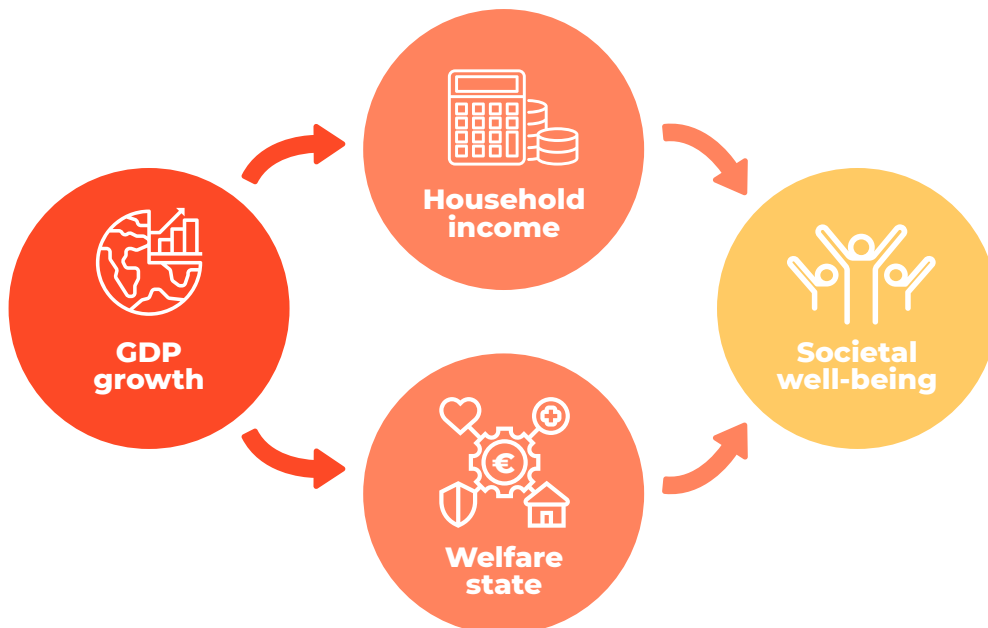 Household
income
GDP
growth
Societal
well-being
€
Welfare
state